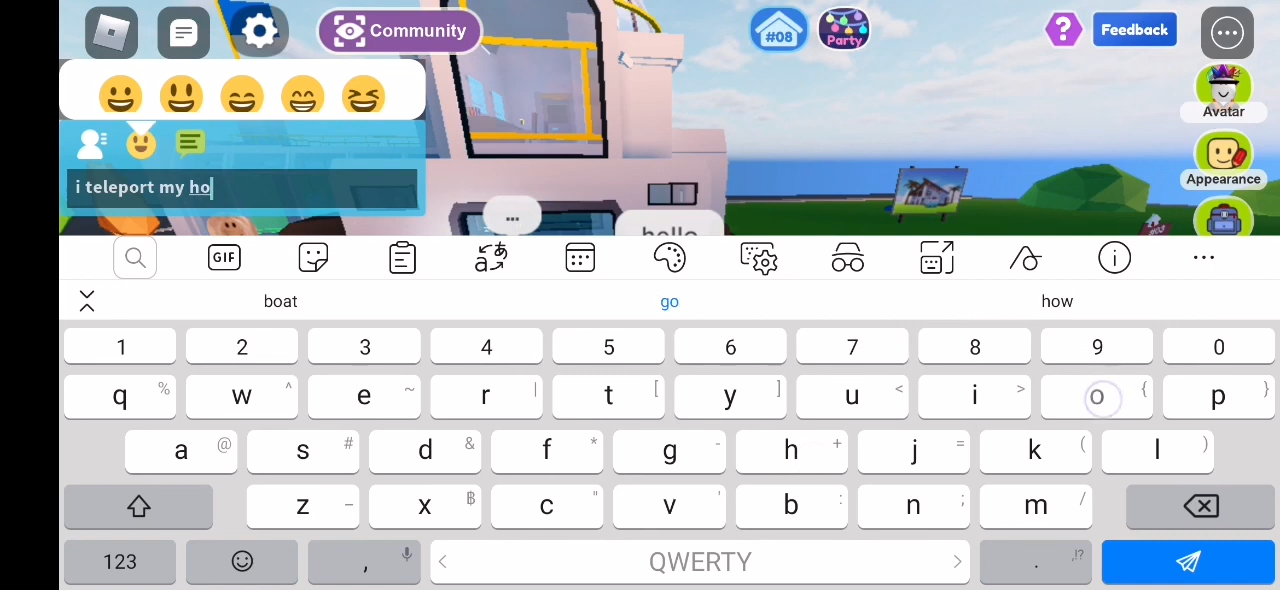 Community
#08
Party
?
Feedback
Avatar
i teleport my ho
Appearance
...
hello
GIF
boat
go
how
1 2 3 4 5 6 7 8 9 0
q % w ^ e ~ r | t [ y ] u < i > o { p }
a @ s # d & f * g - h + j = k ( l )
z _ x ฿ c " v ' b : n ; m /
123 , QWERTY . ,!?